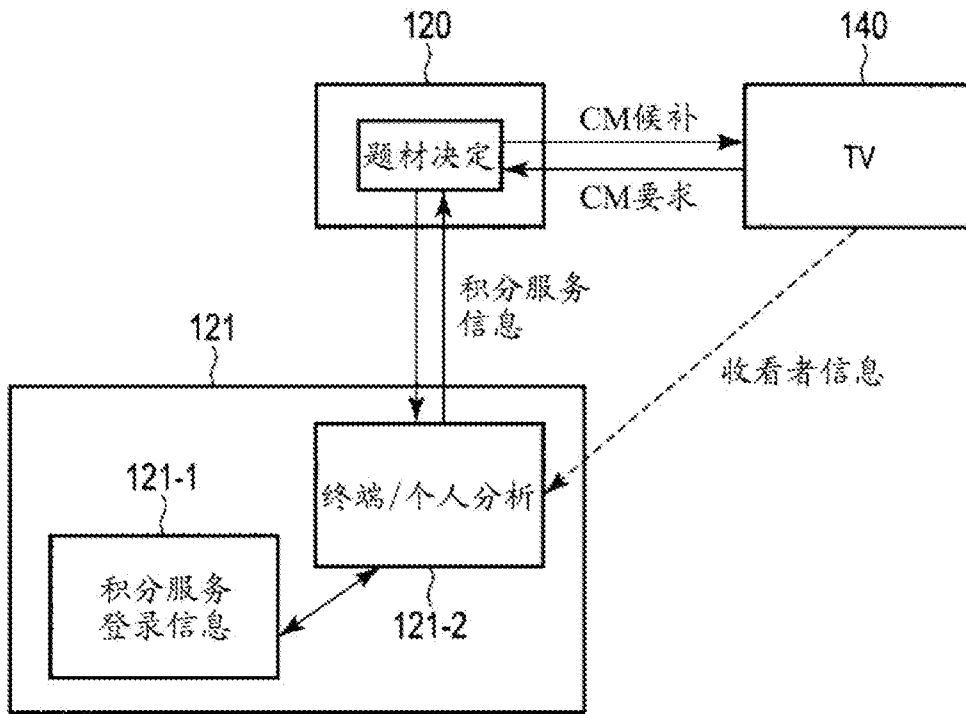 120
140
题材决定
CM候补
CM要求
TV
积分服务
信息
收看者信息
121
121-1
终端/个人分析
积分服务
登录信息
121-2